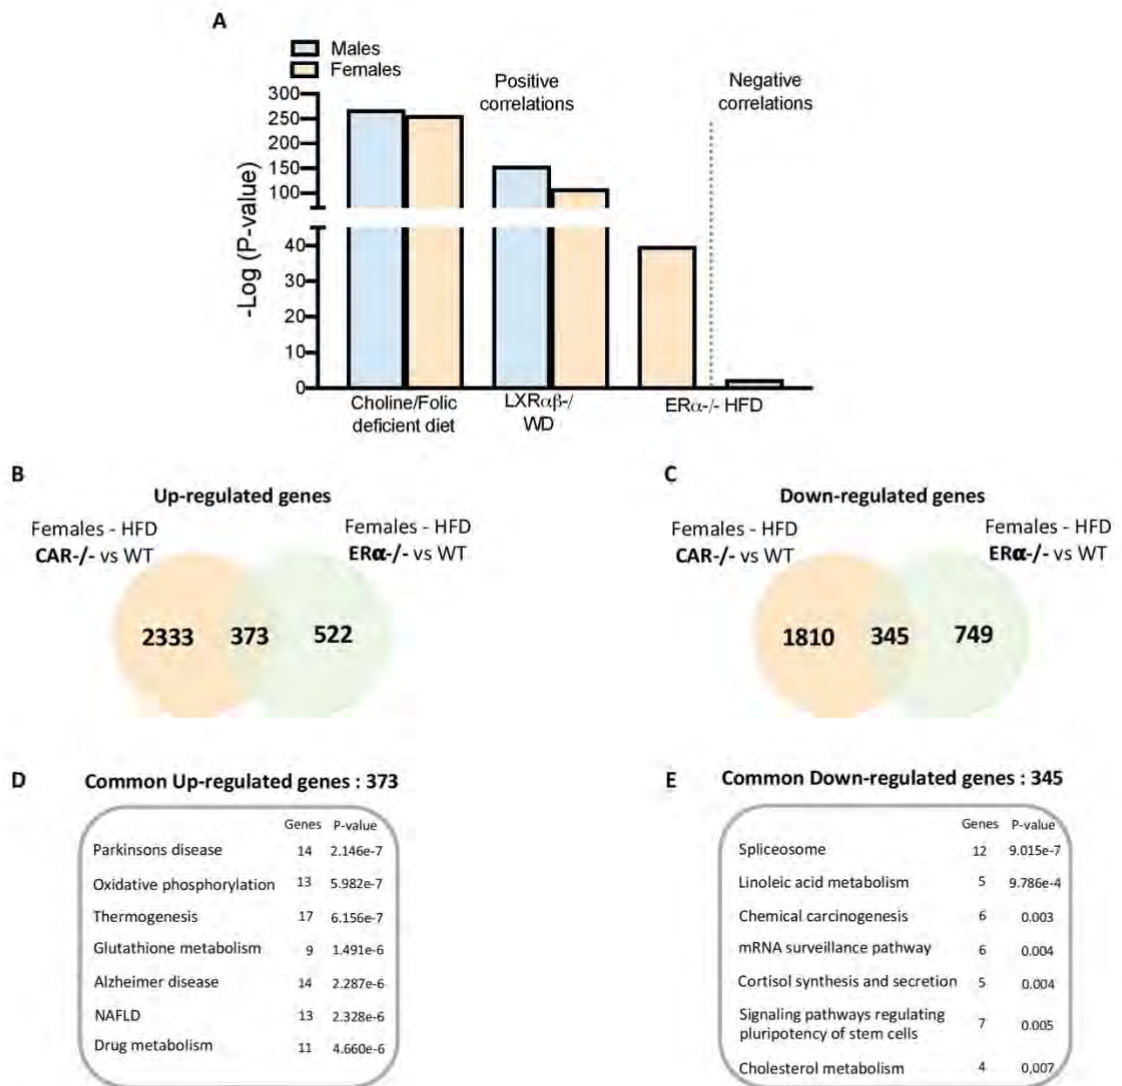 A
Males
Females
Positive
correlations
Negative
correlations
-Log (P-value)
300
250
200
150
100
40
30
20
10
0
Choline/Folic
deficient diet
LXRαβ-/
WD
ERα-/- HFD
B
Up-regulated genes
Females - HFD
CAR-/- vs WT
Females - HFD
ERα-/- vs WT
2333 373 522
C
Down-regulated genes
Females - HFD
CAR-/- vs WT
Females - HFD
ERα-/- vs WT
1810 345 749
D
Common Up-regulated genes : 373
Genes P-value
Parkinsons disease 14 2.146e-7
Oxidative phosphorylation 13 5.982e-7
Thermogenesis 17 6.156e-7
Glutathione metabolism 9 1.491e-6
Alzheimer disease 14 2.287e-6
NAFLD 13 2.328e-6
Drug metabolism 11 4.660e-6
E
Common Down-regulated genes : 345
Genes P-value
Spliceosome 12 9.015e-7
Linoleic acid metabolism 5 9.786e-4
Chemical carcinogenesis 6 0.003
mRNA surveillance pathway 6 0.004
Cortisol synthesis and secretion 5 0.004
Signaling pathways regulating
pluripotency of stem cells 7 0.005
Cholesterol metabolism 4 0,007